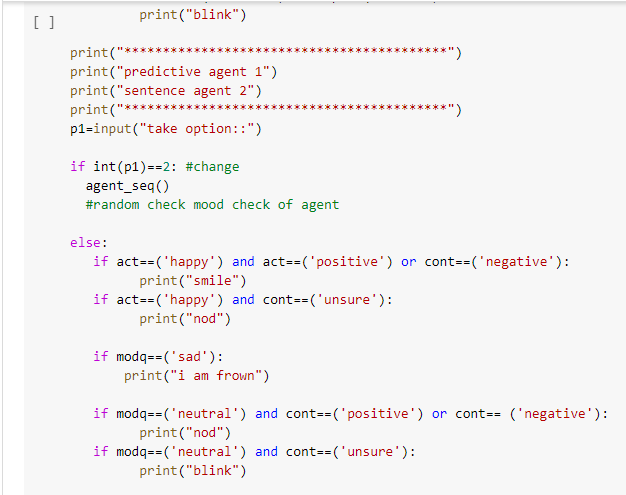 print("blink")
[ ]
print("******************************************")
print("predictive agent 1")
print("sentence agent 2")
print("******************************************")
p1=input("take option::")
if int(p1)==2: #change
agent_seq()
#random check mood check of agent
else:
if act==('happy') and act==('positive') or cont==('negative'):
print("smile")
if act==('happy') and cont==('unsure'):
print("nod")
if modq==('sad'):
print("i am frown")
if modq==('neutral') and cont==('positive') or cont== ('negative'):
print("nod")
if modq==('neutral') and cont==('unsure'):
print("blink")